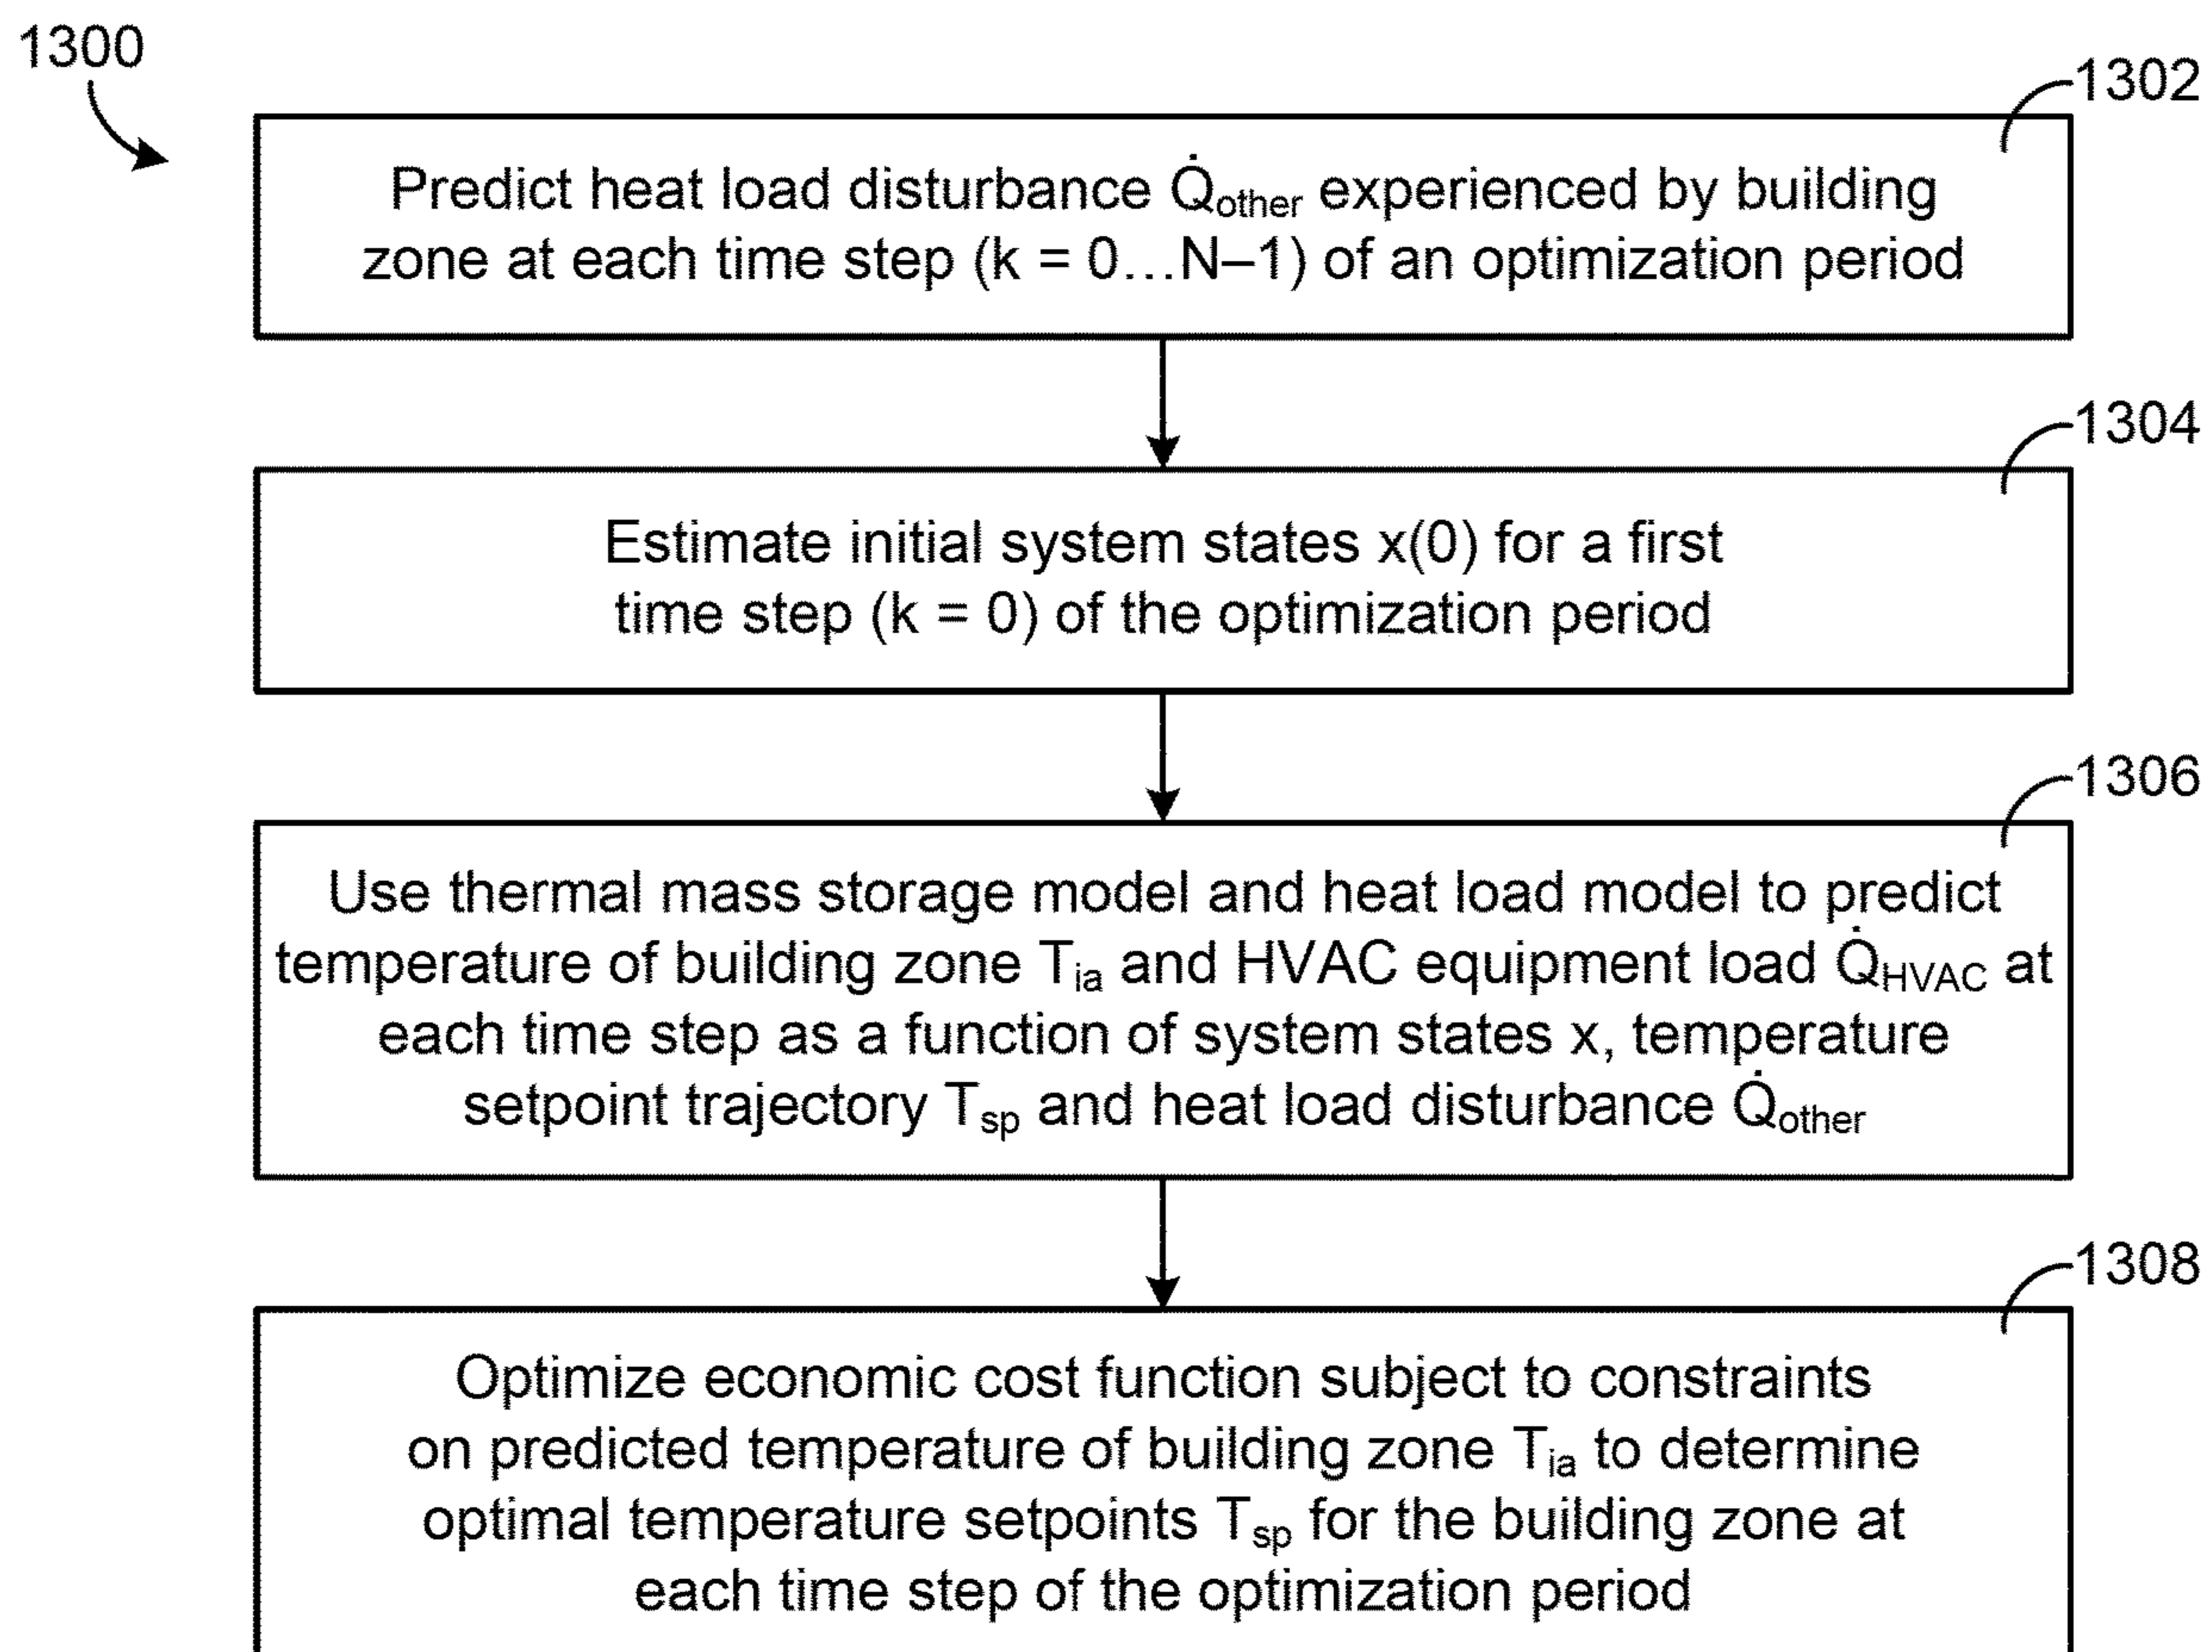 1300
1302
Predict heat load disturbance Q̇other experienced by building
zone at each time step (k = 0…N–1) of an optimization period
1304
Estimate initial system states x(0) for a first
time step (k = 0) of the optimization period
1306
Use thermal mass storage model and heat load model to predict
temperature of building zone Tia and HVAC equipment load Q̇HVAC at
each time step as a function of system states x, temperature
setpoint trajectory Tsp and heat load disturbance Q̇other
1308
Optimize economic cost function subject to constraints
on predicted temperature of building zone Tia to determine
optimal temperature setpoints Tsp for the building zone at
each time step of the optimization period